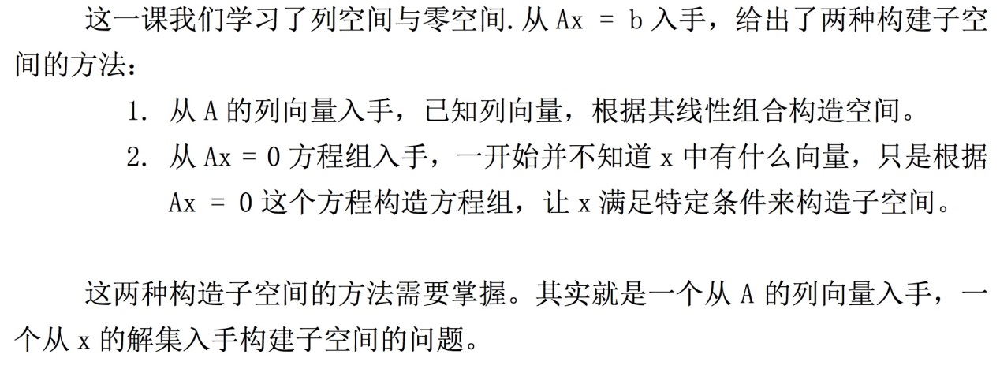 这一课我们学习了列空间与零空间.从 Ax = b 入手，给出了两种构建子空
间的方法：
1. 从 A 的列向量入手，已知列向量，根据其线性组合构造空间。
2. 从 Ax = 0 方程组入手，一开始并不知道 x 中有什么向量，只是根据
Ax = 0 这个方程构造方程组，让 x 满足特定条件来构造子空间。
这两种构造子空间的方法需要掌握。其实就是一个从 A 的列向量入手，一
个从 x 的解集入手构建子空间的问题。